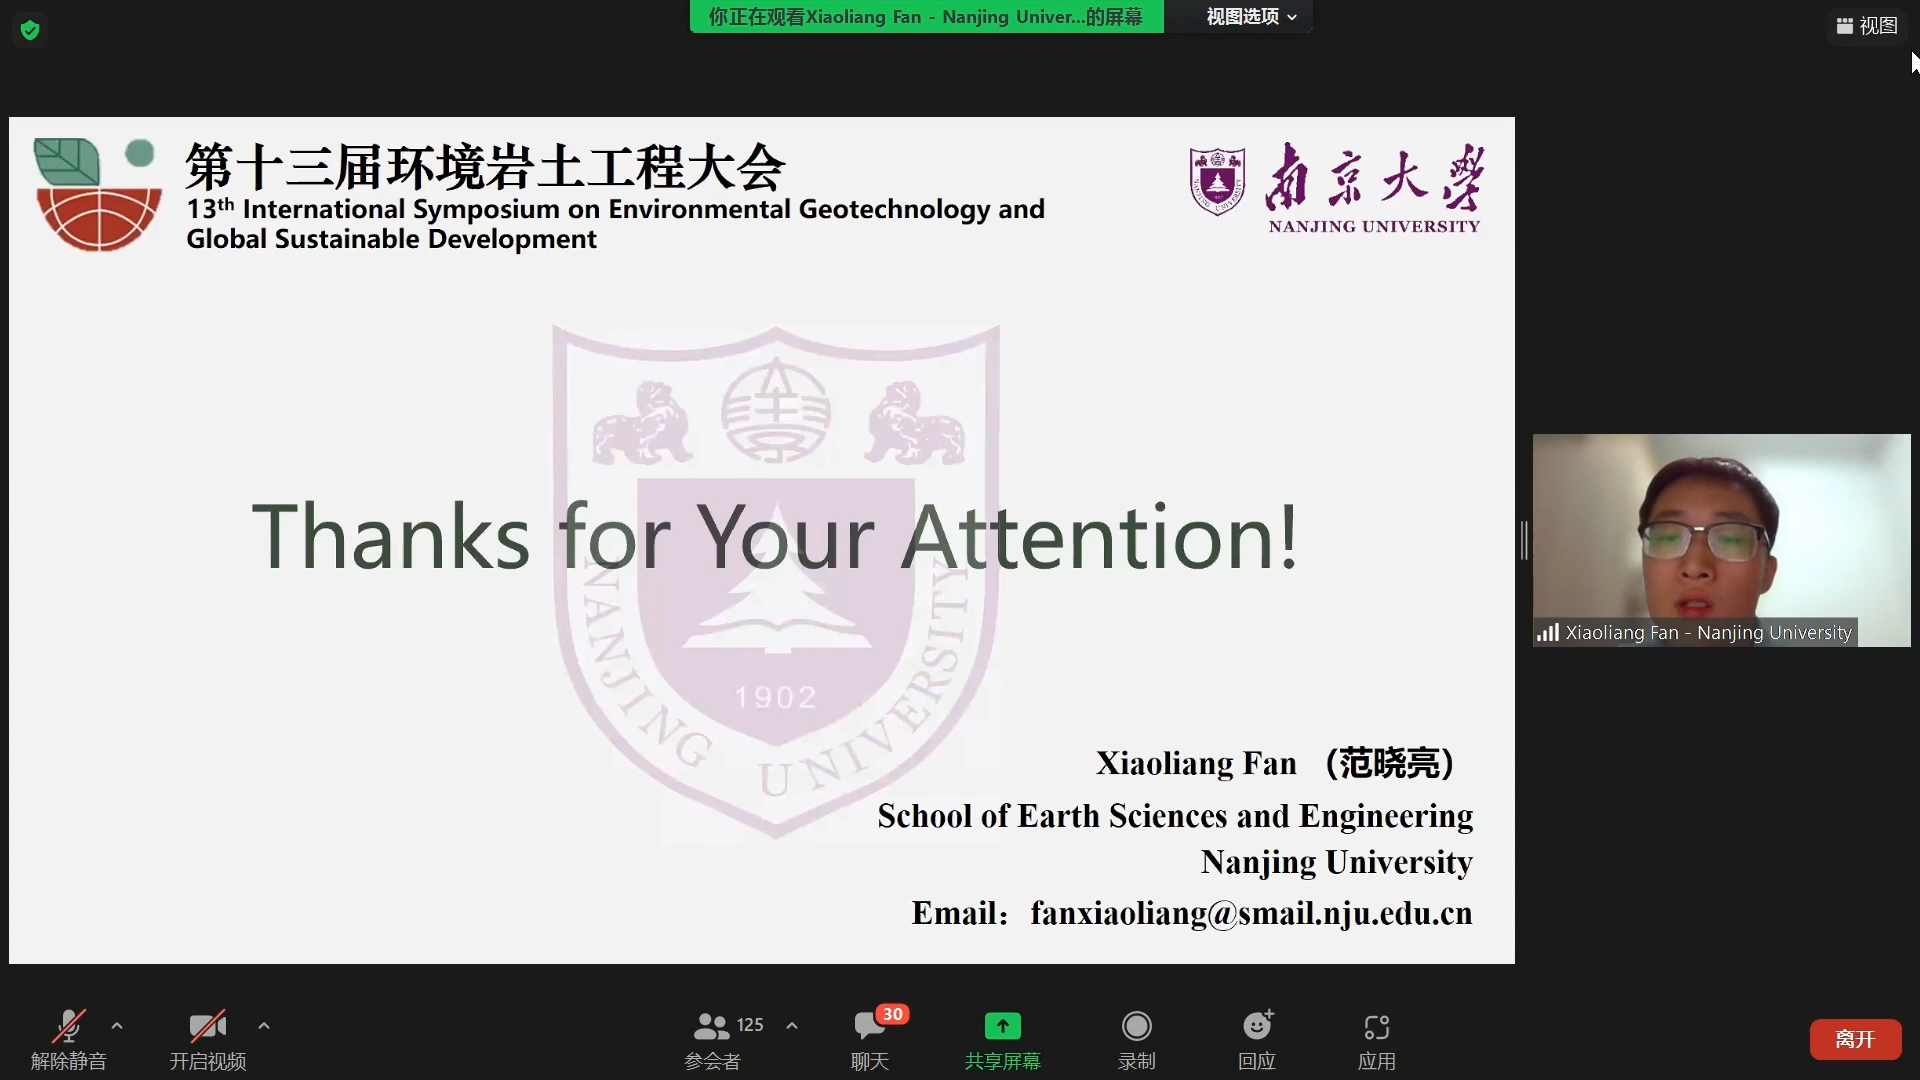 你正在观看Xiaoliang Fan - Nanjing Univer...的屏幕
视图选项
视图
第十三届环境岩土工程大会
13th International Symposium on Environmental Geotechnology and
Global Sustainable Development
南京大学
NANJING UNIVERSITY
Thanks for Your Attention!
1902
NANJING UNIVERSITY
Xiaoliang Fan （范晓亮）
School of Earth Sciences and Engineering
Nanjing University
Email：fanxiaoliang@smail.nju.edu.cn
Xiaoliang Fan - Nanjing University
解除静音
开启视频
125
参会者
30
聊天
共享屏幕
录制
回应
应用
离开